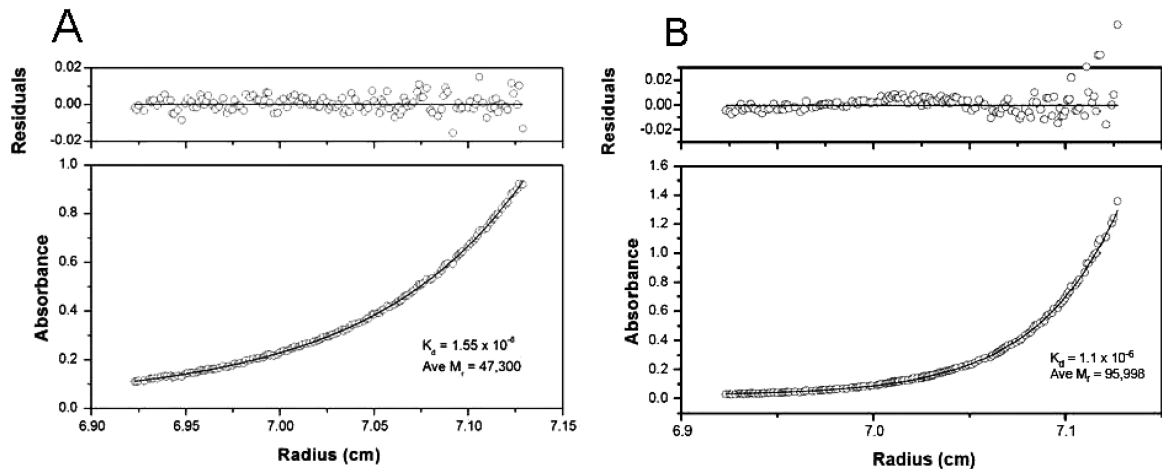 A
Residuals
0.02
0.00
-0.02
Absorbance
1.0
0.8
0.6
0.4
0.2
0.0
K_d = 1.55 x 10^-6
Ave M_r = 47,300
6.90 6.95 7.00 7.05 7.10 7.15
Radius (cm)
B
Residuals
0.02
0.00
-0.02
Absorbance
1.6
1.4
1.2
1.0
0.8
0.6
0.4
0.2
0.0
K_d = 1.1 x 10^-6
Ave M_r = 95,998
6.9 7.0 7.1
Radius (cm)